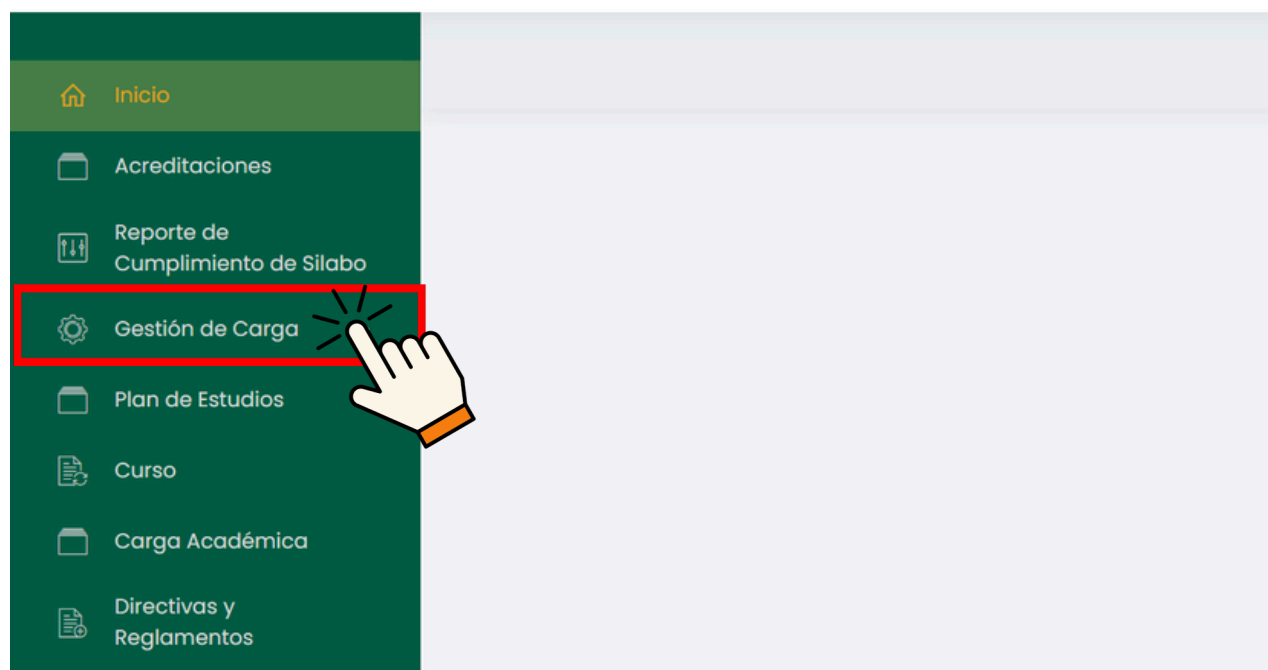 Inicio
Acreditaciones
Reporte de
Cumplimiento de Silabo
Gestión de Carga
Plan de Estudios
Curso
Carga Académica
Directivas y
Reglamentos